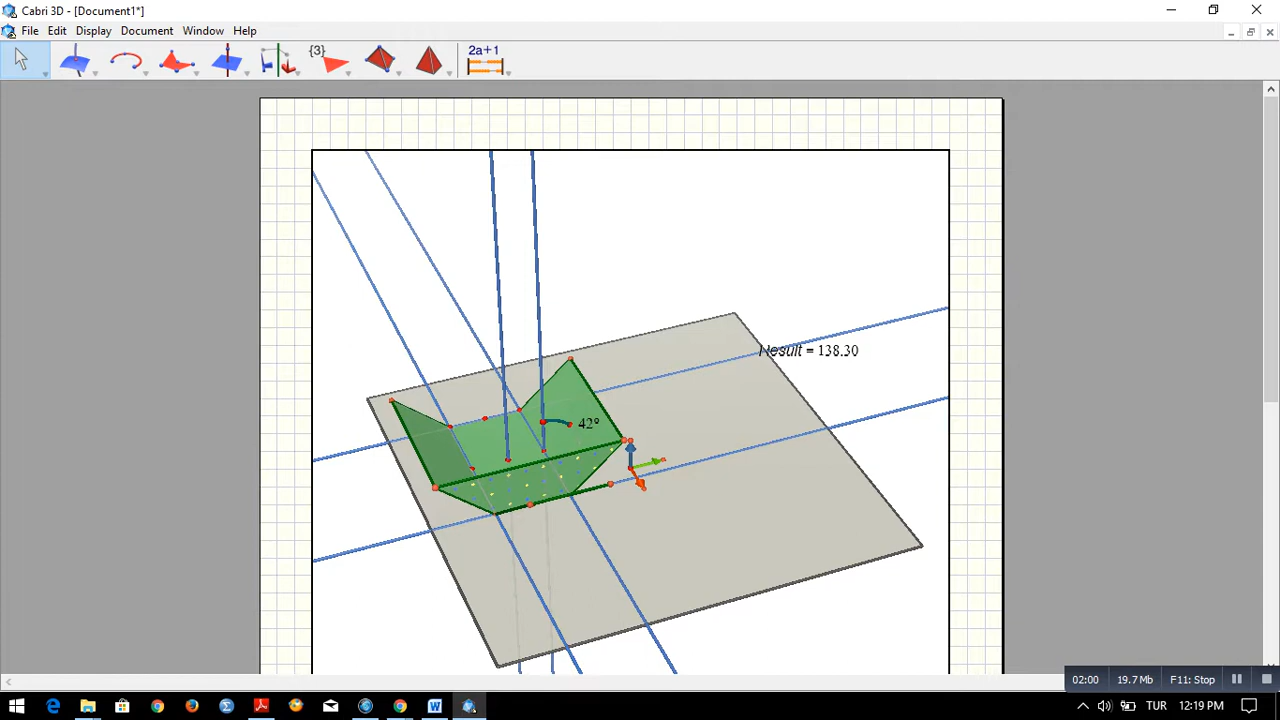 Cabri 3D - [Document1*]
File Edit Display Document Window Help
{3} 2a+1
Result = 138.30
42°
02:00 19.7 Mb F11: Stop
TUR 12:19 PM